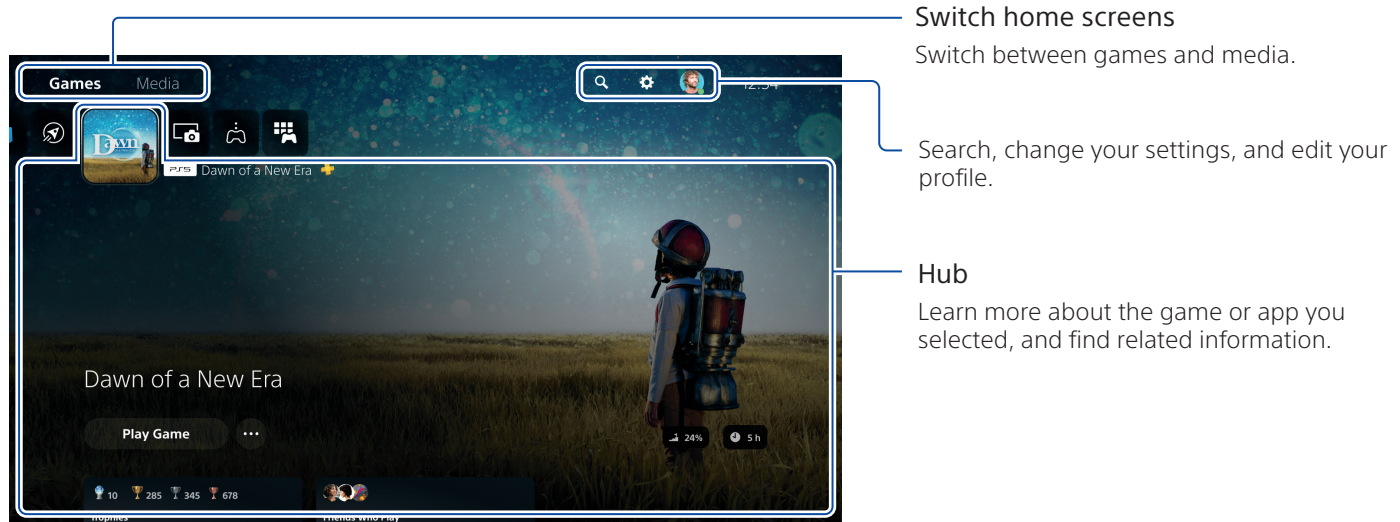 Switch home screens
Switch between games and media.
Games Media
12:34
Search, change your settings, and edit your
profile.
Dawn
PS5 Dawn of a New Era
Hub
Learn more about the game or app you
selected, and find related information.
Dawn of a New Era
Play Game ...
24% 5 h
10 285 345 678
Trophies Friends Who Play